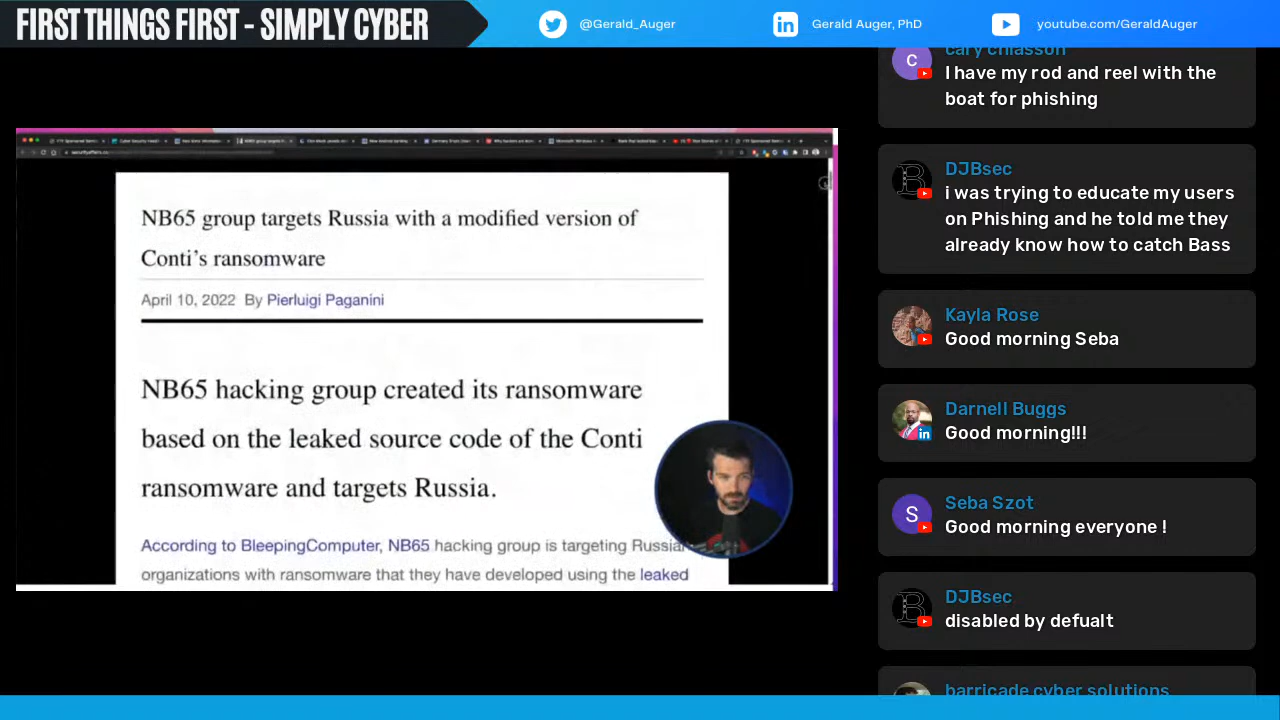 FIRST THINGS FIRST - SIMPLY CYBER
@Gerald_Auger
Gerald Auger, PhD
youtube.com/GeraldAuger
NB65 group targets Russia with a modified version of
Conti's ransomware
April 10, 2022 By Pierluigi Paganini
NB65 hacking group created its ransomware
based on the leaked source code of the Conti
ransomware and targets Russia.
According to BleepingComputer, NB65 hacking group is targeting Russian
organizations with ransomware that they have developed using the leaked
cary chiasson
C
I have my rod and reel with the
boat for phishing
DJBsec
i was trying to educate my users
on Phishing and he told me they
already know how to catch Bass
Kayla Rose
Good morning Seba
Darnell Buggs
Good morning!!!
Seba Szot
S
Good morning everyone !
DJBsec
disabled by defualt
barricade cyber solutions